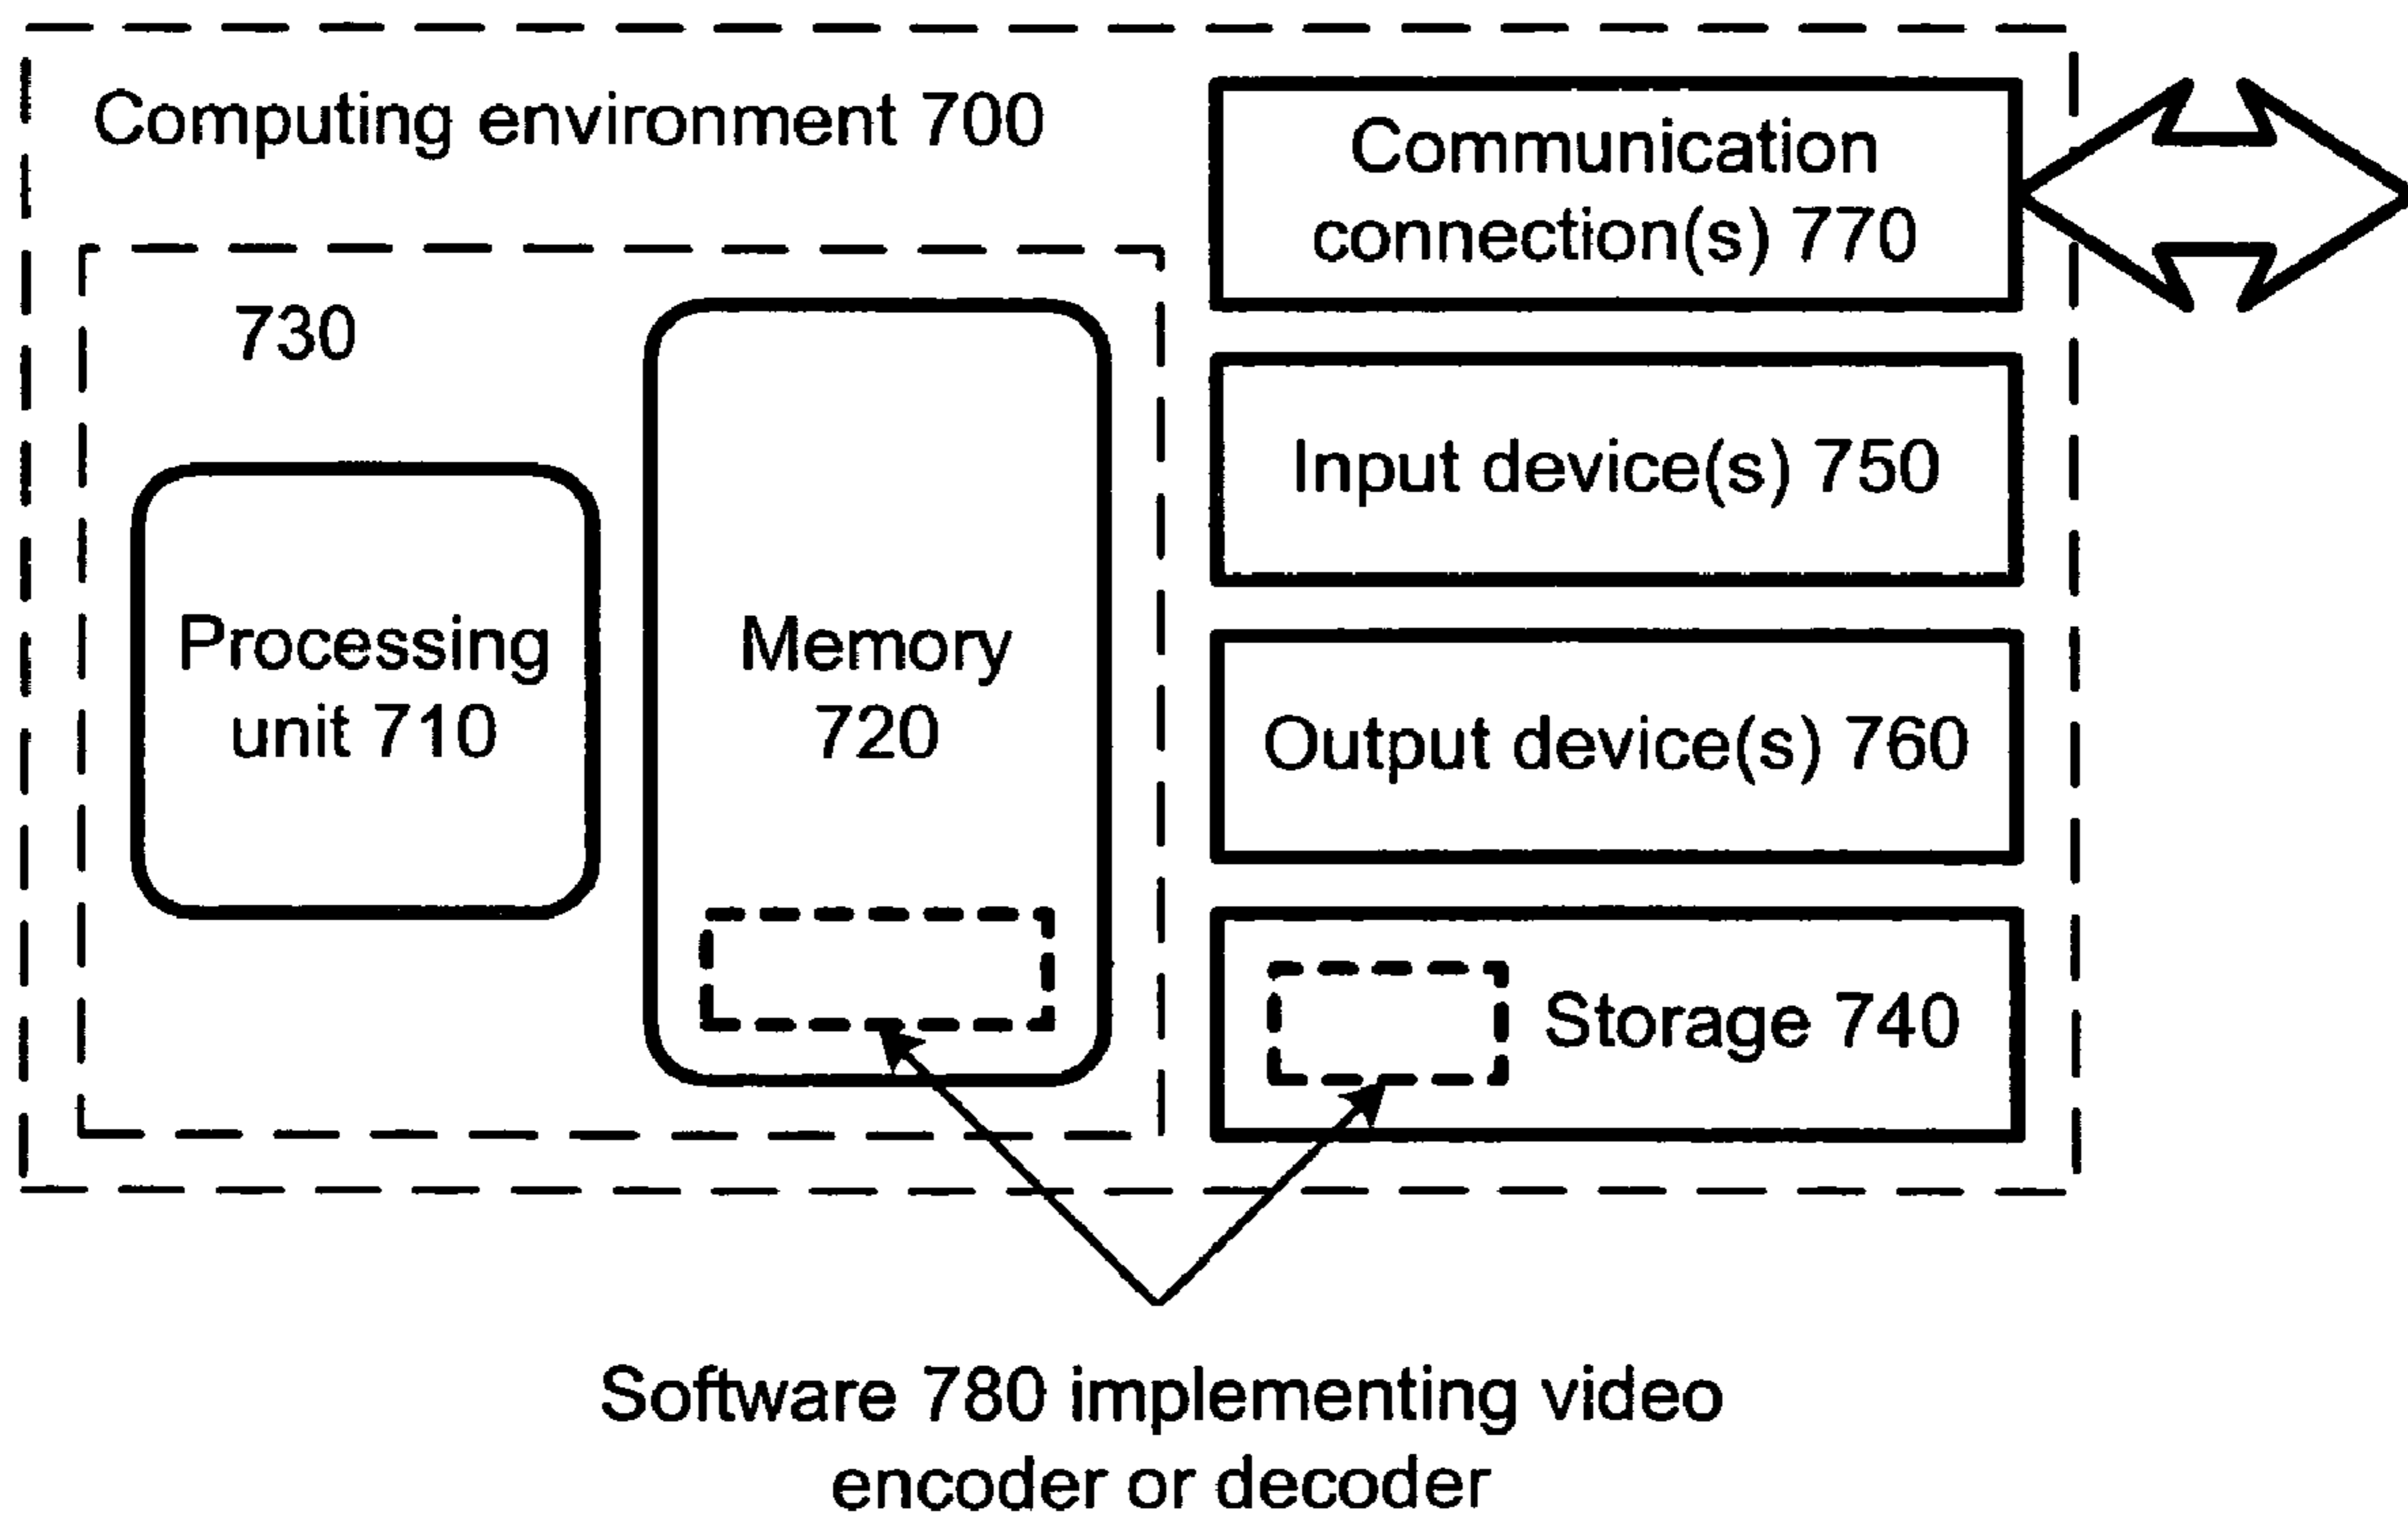 Computing environment 700
Communication
connection(s) 770
730
Input device(s) 750
Processing
unit 710
Memory
720
Output device(s) 760
Storage 740
Software 780 implementing video
encoder or decoder